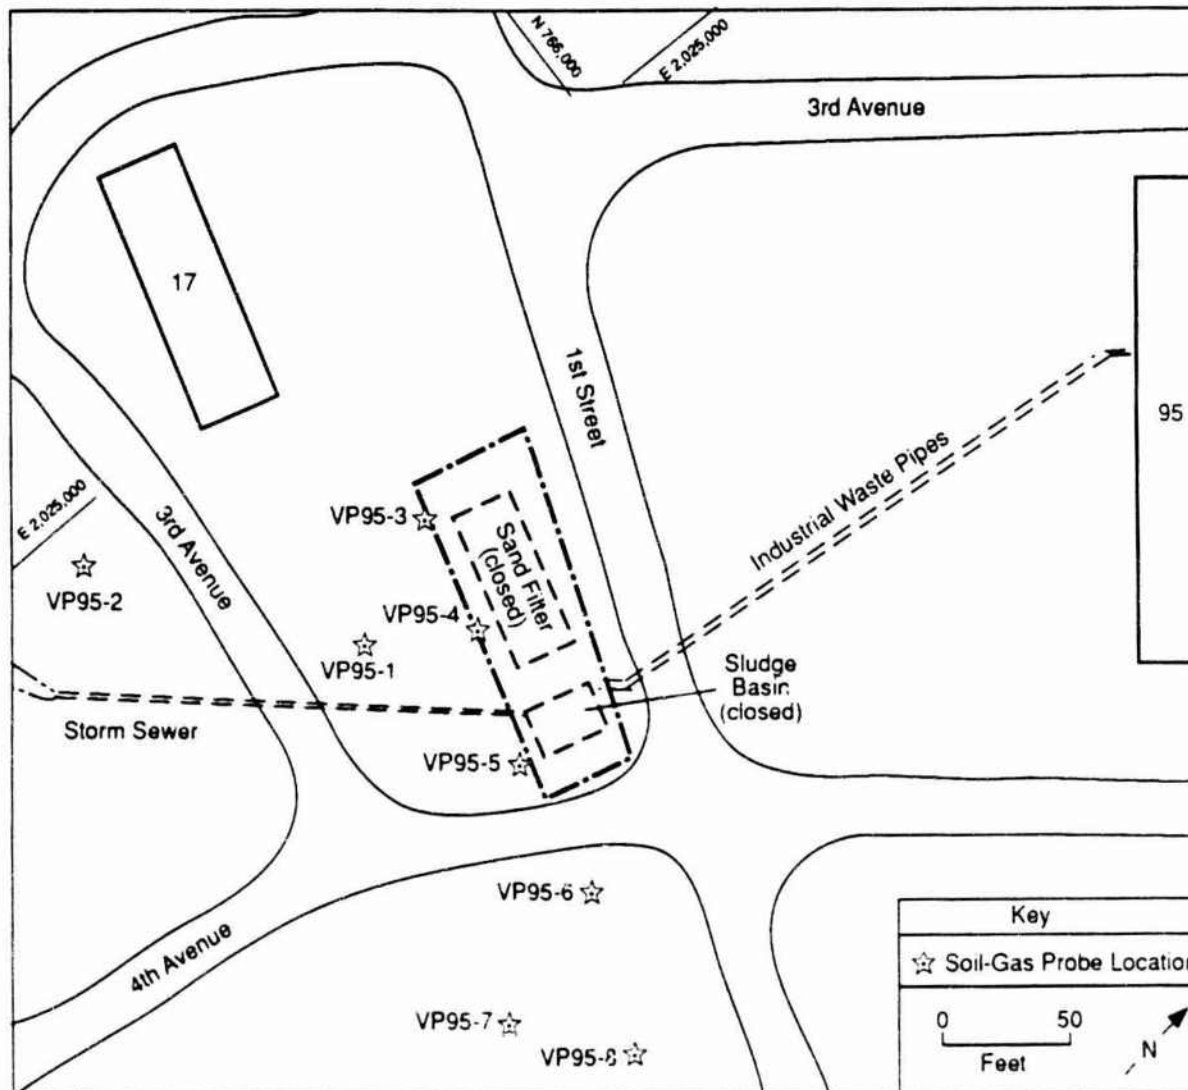 N 766,000
E 2,025,000
3rd Avenue
17
1st Street
95
Industrial Waste Pipes
E 2,025,000
3rd Avenue
VP95-3
Sand Filter
(closed)
VP95-2
VP95-4
VP95-1
Sludge
Basin
(closed)
Storm Sewer
VP95-5
VP95-6
4th Avenue
VP95-7
VP95-8
Key
Soil-Gas Probe Location
0 50
Feet
N